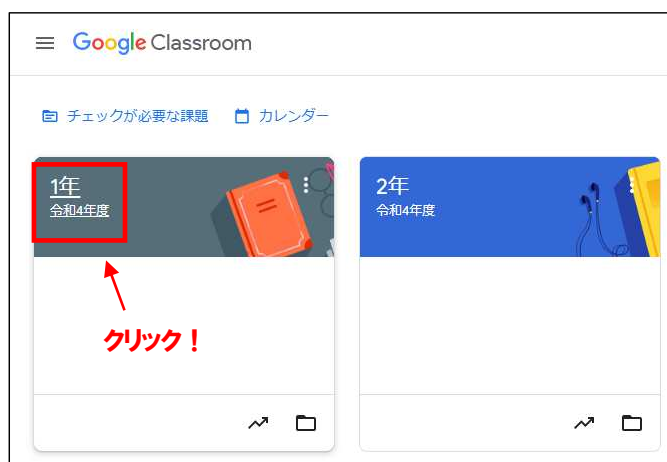 Google Classroom
チェックが必要な課題 カレンダー
1年
令和4年度
2年
令和4年度
クリック！